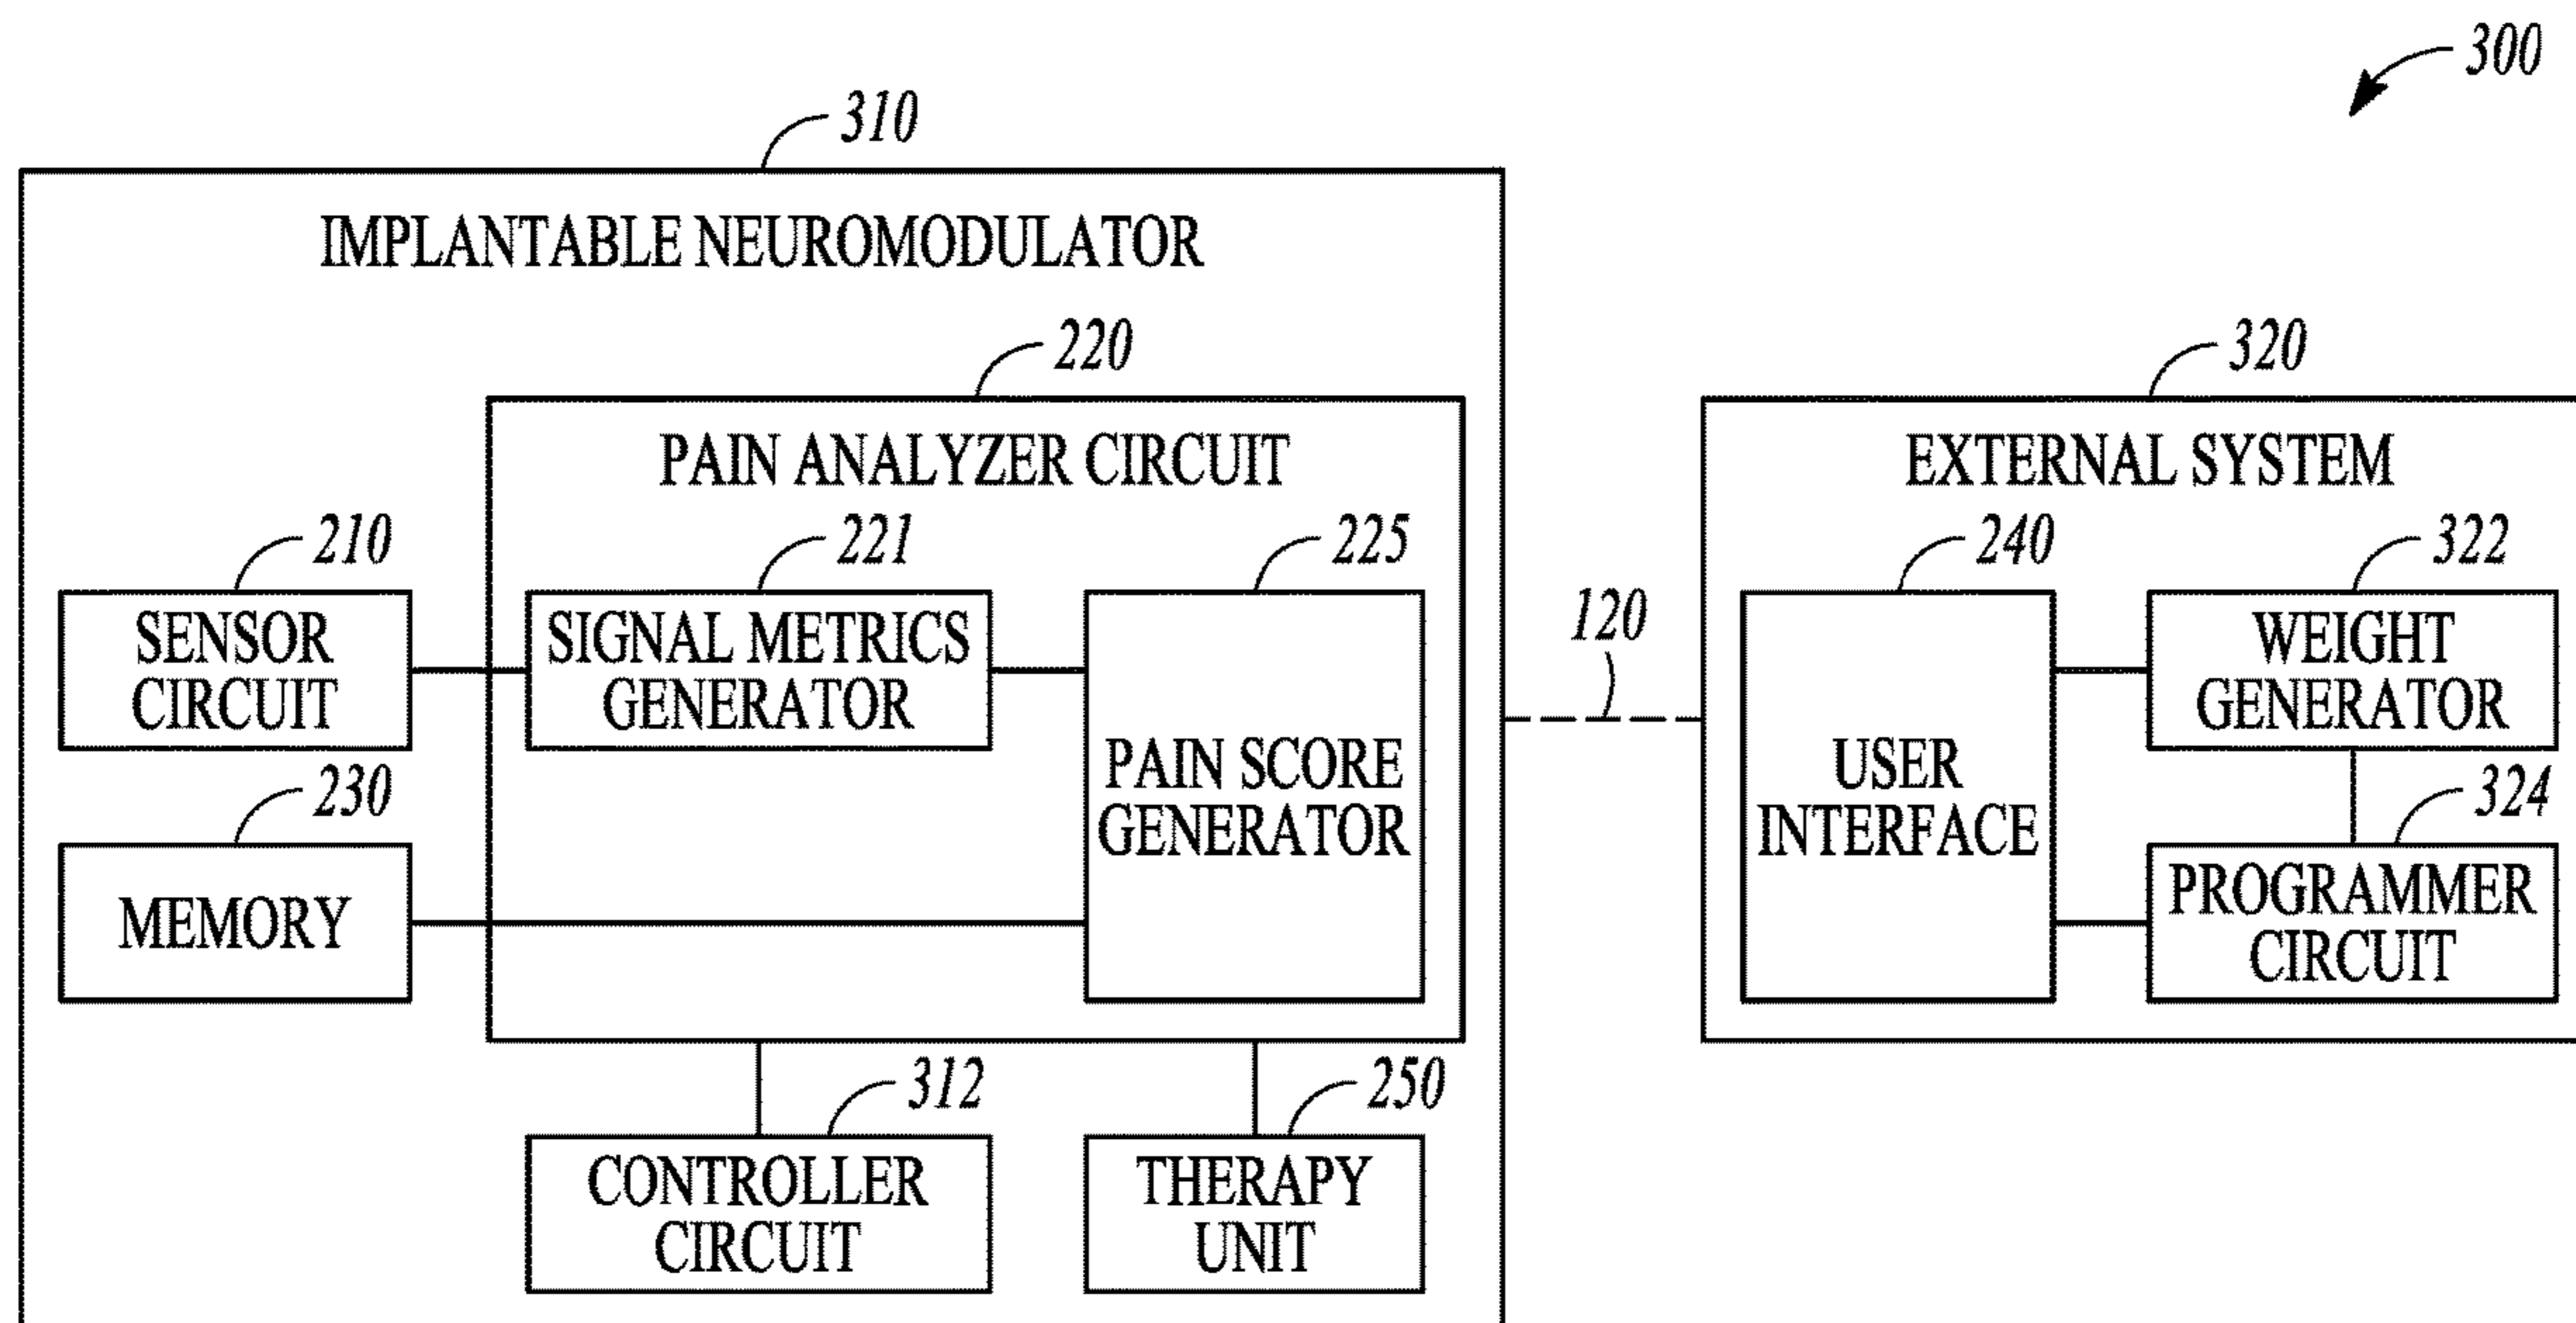 300
310
IMPLANTABLE NEUROMODULATOR
220
320
PAIN ANALYZER CIRCUIT
EXTERNAL SYSTEM
210
221
225
240
322
120
SENSOR
CIRCUIT
SIGNAL METRICS
GENERATOR
PAIN SCORE
GENERATOR
USER
INTERFACE
WEIGHT
GENERATOR
230
324
MEMORY
PROGRAMMER
CIRCUIT
312
250
CONTROLLER
CIRCUIT
THERAPY
UNIT